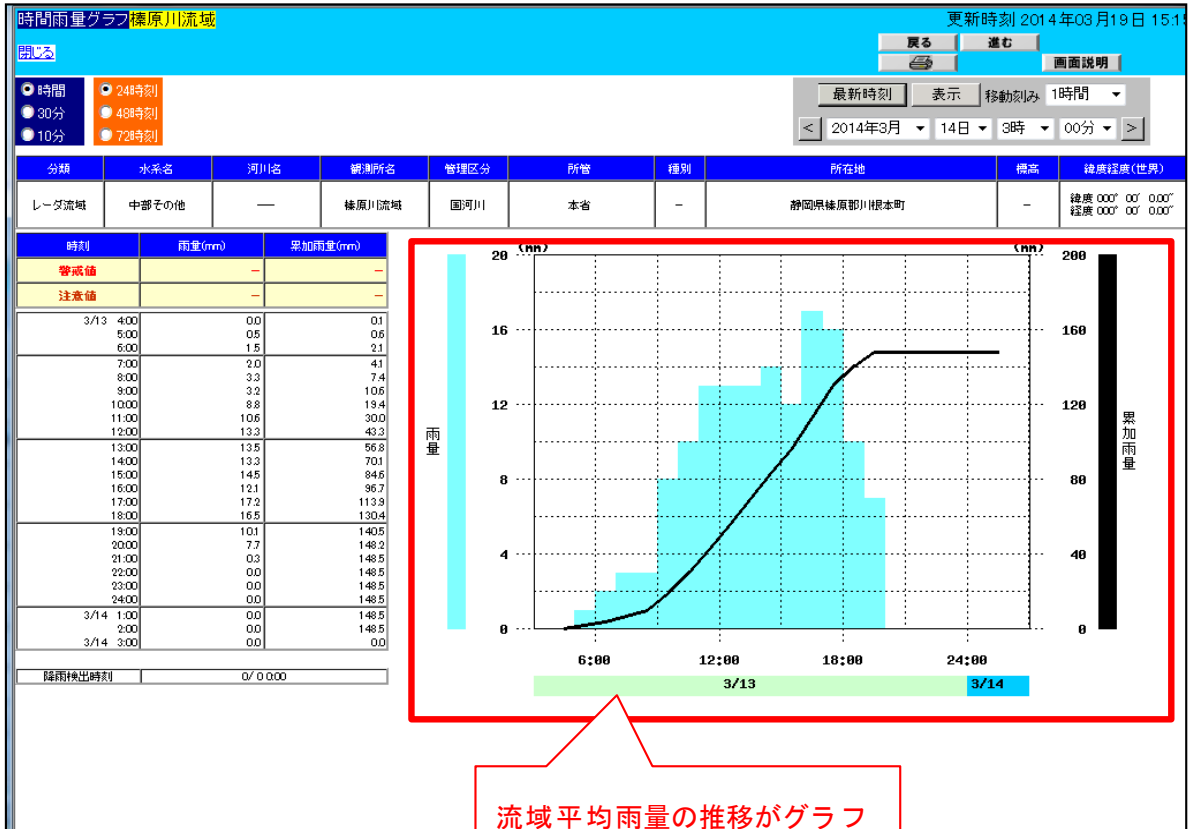 時間雨量グラフ榛原川流域
更新時刻 2014年03月19日 15:1
閉じる
戻る 進む
画面説明
時間 24時刻
30分 48時刻
10分 72時刻
最新時刻 表示 移動刻み 1時間
< 2014年3月 14日 3時 00分 >
分類 水系名 河川名 観測所名 管理区分 所管 種別 所在地 標高 緯度経度(世界)
レーダ流域 中部その他 ── 榛原川流域 国河川 本省 − 静岡県榛原郡川根本町 − 緯度 000° 00′ 0.00″
経度 000° 00′ 0.00″
時刻 雨量(mm) 累加雨量(mm)
警戒値 − −
注意値 − −
3/13 4:00 0.0 0.1
5:00 0.5 0.6
6:00 1.5 2.1
7:00 2.0 4.1
8:00 3.3 7.4
9:00 3.2 10.6
10:00 8.8 19.4
11:00 10.6 30.0
12:00 13.3 43.3
13:00 13.5 56.8
14:00 13.3 70.1
15:00 14.5 84.6
16:00 12.1 96.7
17:00 17.2 113.9
18:00 16.5 130.4
19:00 10.1 140.5
20:00 7.7 148.2
21:00 0.3 148.5
22:00 0.0 148.5
23:00 0.0 148.5
24:00 0.0 148.5
3/14 1:00 0.0 148.5
2:00 0.0 148.5
3/14 3:00 0.0 0.0
降雨検出時刻 0/ 0 0:00
(mm) (mm)
20 200
16 160
12 120
8 80
4 40
0 0
雨量
累加雨量
6:00 12:00 18:00 24:00
3/13 3/14
流域平均雨量の推移がグラフ